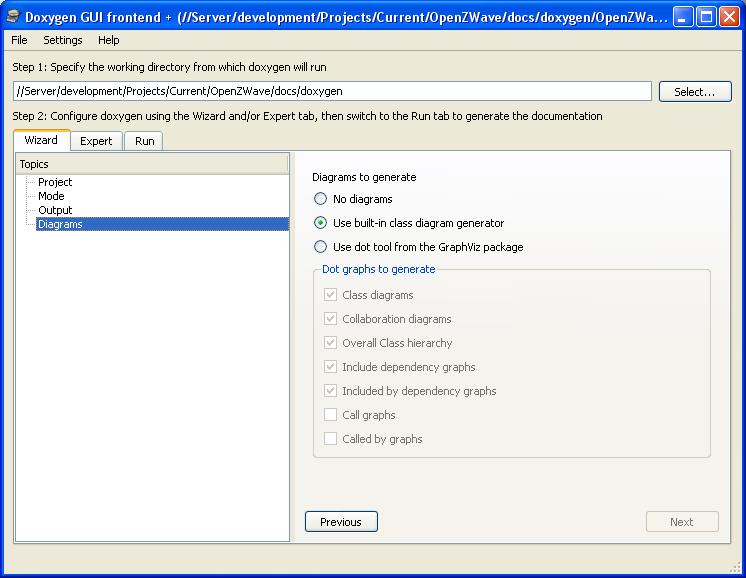 Doxygen GUI frontend + (//Server/development/Projects/Current/OpenZWave/docs/doxygen/OpenZWa...
File Settings Help
Step 1: Specify the working directory from which doxygen will run
//Server/development/Projects/Current/OpenZWave/docs/doxygen Select...
Step 2: Configure doxygen using the Wizard and/or Expert tab, then switch to the Run tab to generate the documentation
Wizard Expert Run
Topics
Project
Mode
Output
Diagrams
Diagrams to generate
No diagrams
Use built-in class diagram generator
Use dot tool from the GraphViz package
Dot graphs to generate
Class diagrams
Collaboration diagrams
Overall Class hierarchy
Include dependency graphs
Included by dependency graphs
Call graphs
Called by graphs
Previous Next